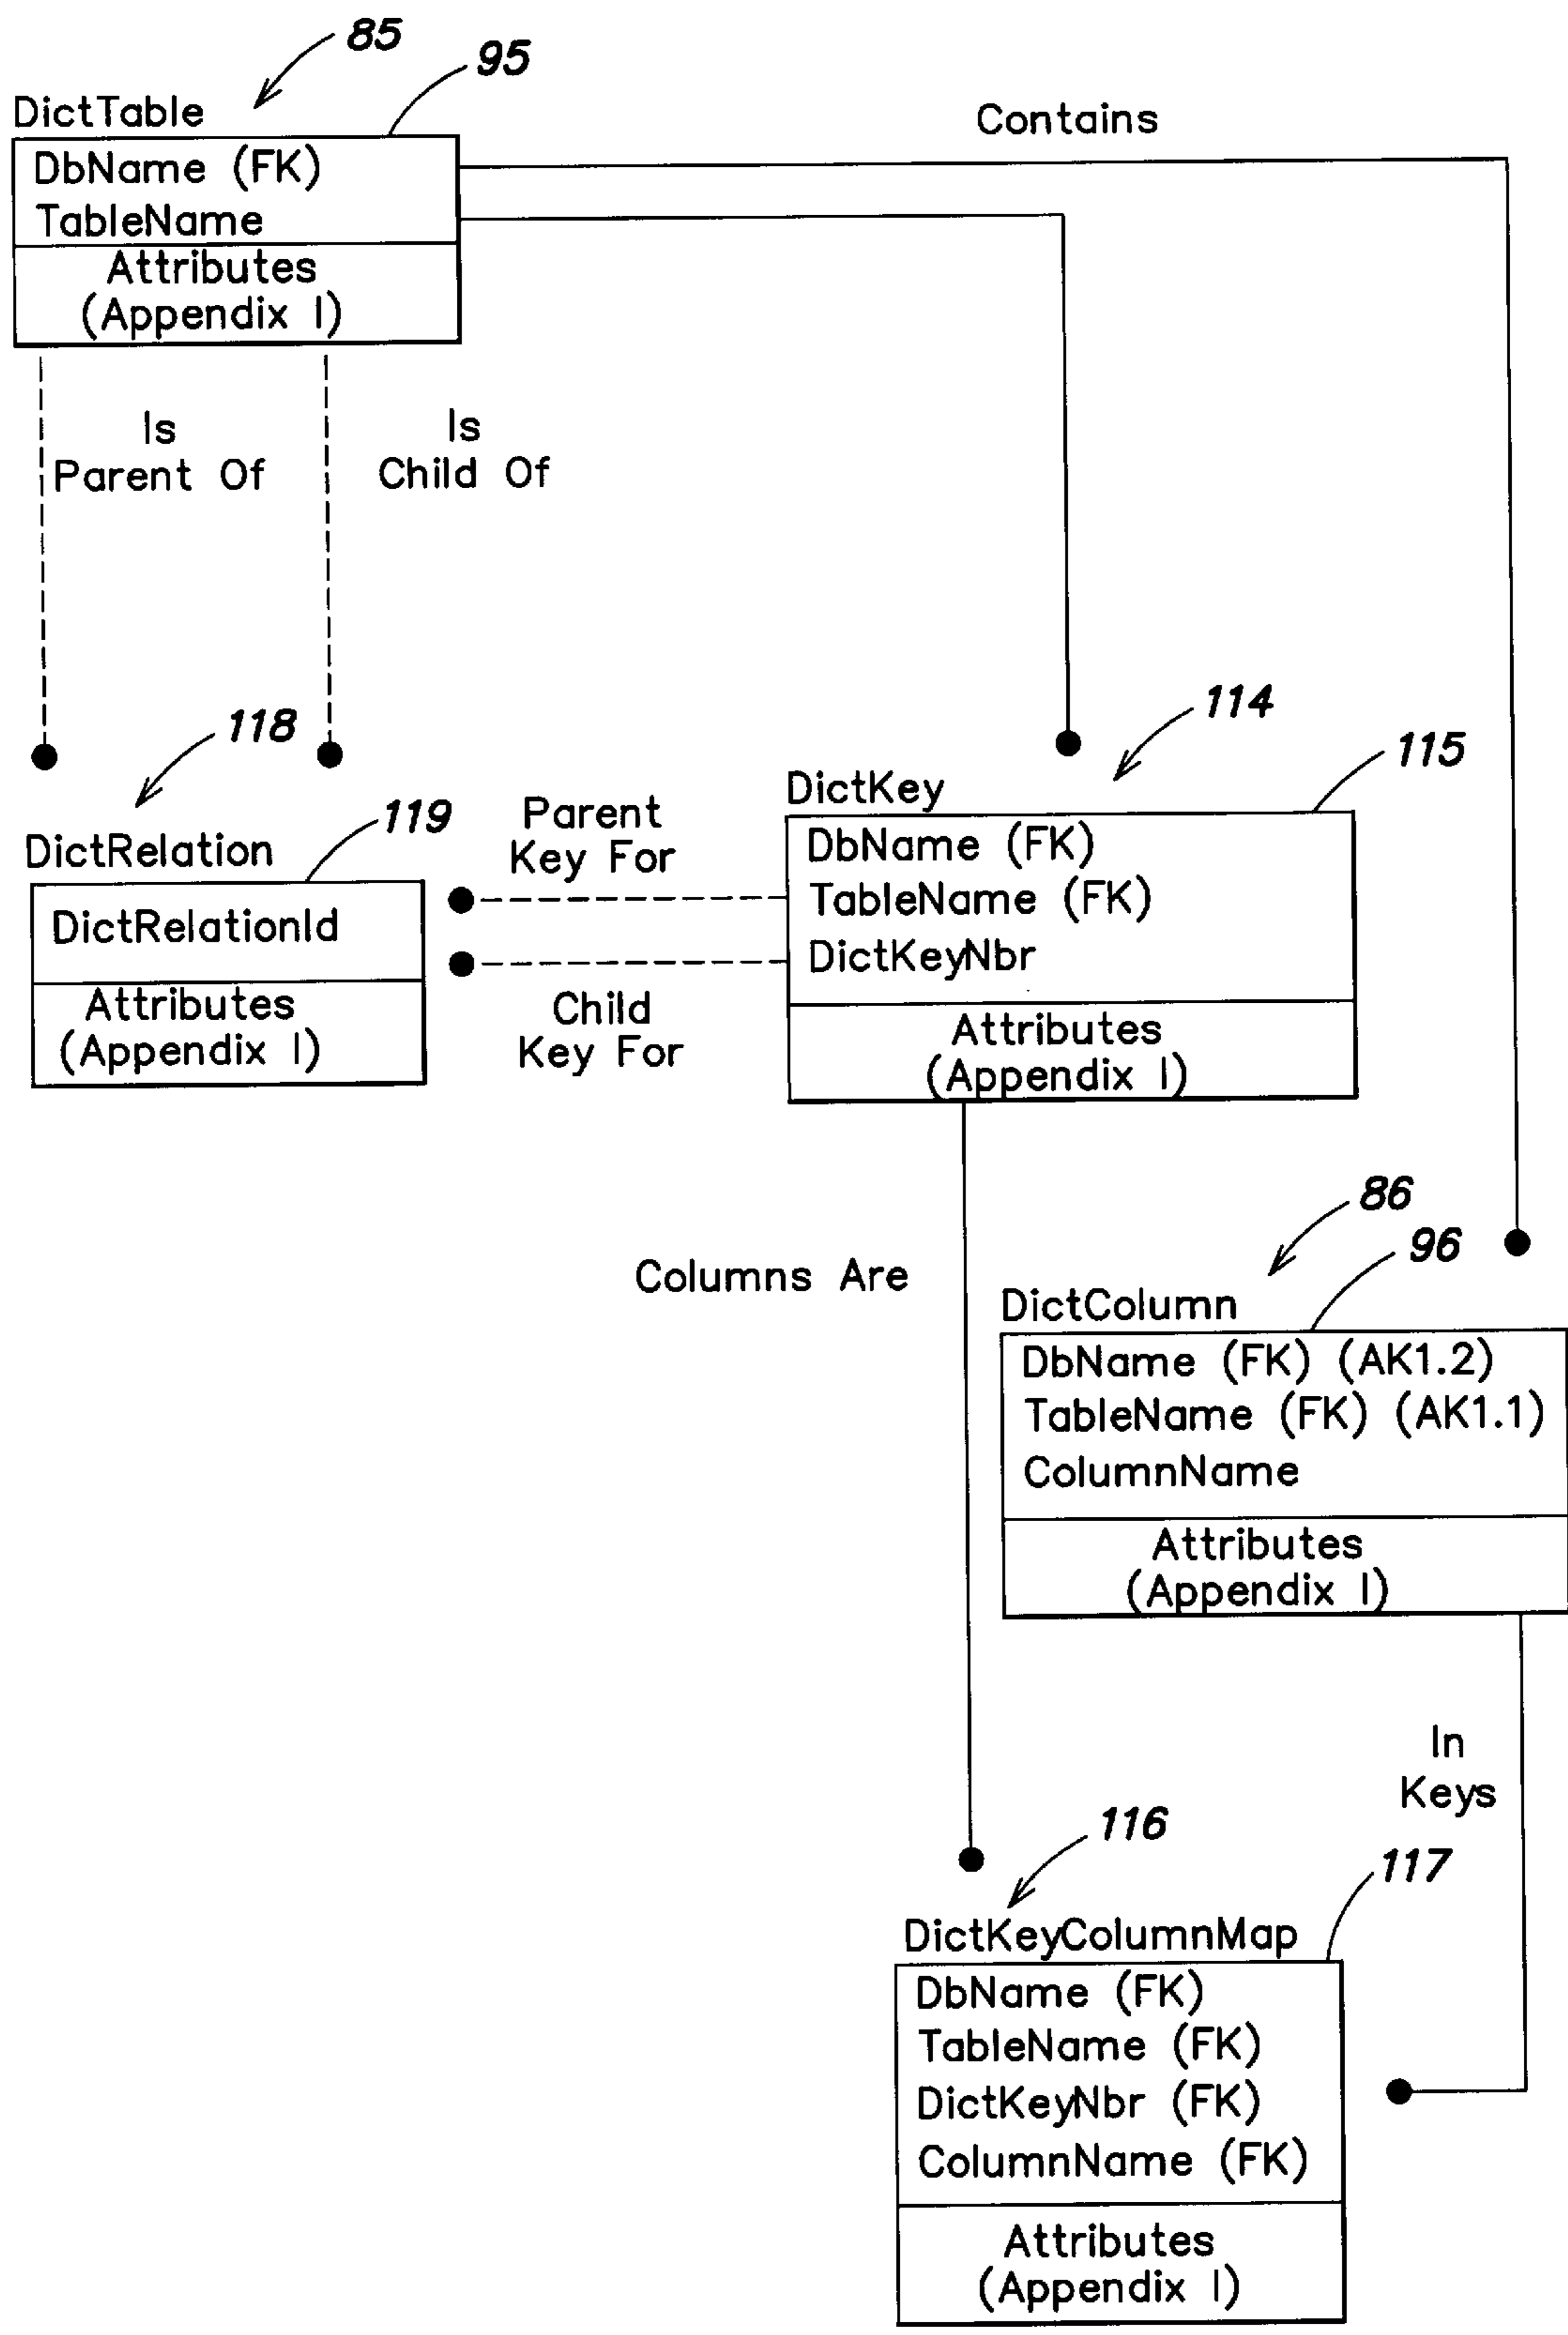 85
95
DictTable
Contains
DbName (FK)
TableName
Attributes
(Appendix I)
Is
Parent Of
Is
Child Of
118
114
115
DictKey
119
Parent
Key For
DictRelation
DbName (FK)
TableName (FK)
DictKeyNbr
DictRelationId
Attributes
(Appendix I)
Child
Key For
Attributes
(Appendix I)
86
96
Columns Are
DictColumn
DbName (FK) (AK1.2)
TableName (FK) (AK1.1)
ColumnName
Attributes
(Appendix I)
In
Keys
116
117
DictKeyColumnMap
DbName (FK)
TableName (FK)
DictKeyNbr (FK)
ColumnName (FK)
Attributes
(Appendix I)